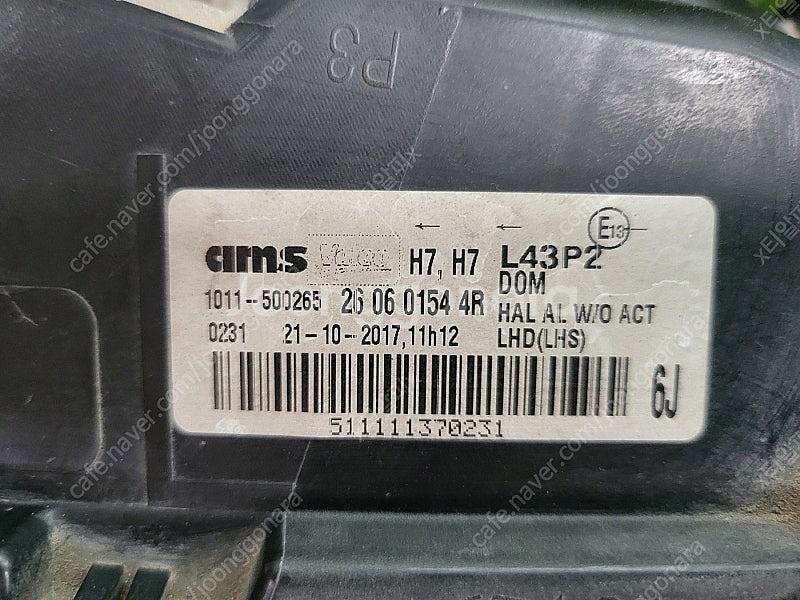 P3
ams Valeo H7, H7 L43P2 E13
DOM
1011-500265 26 06 0154 4R HAL AL W/O ACT
0231 21-10-2017,11h12 LHD(LHS)
6J
511111370231
cafe.naver.com/joonggonara